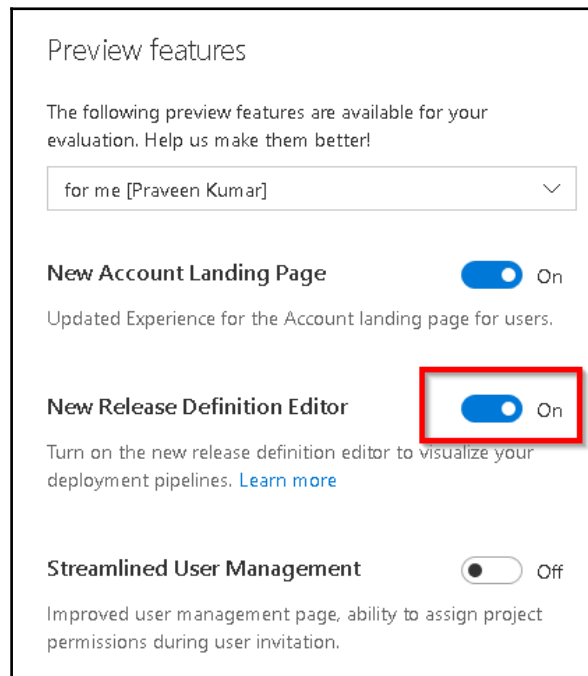 Preview features
The following preview features are available for your
evaluation. Help us make them better!
for me [Praveen Kumar]
New Account Landing Page On
Updated Experience for the Account landing page for users.
New Release Definition Editor On
Turn on the new release definition editor to visualize your
deployment pipelines. Learn more
Streamlined User Management Off
Improved user management page, ability to assign project
permissions during user invitation.